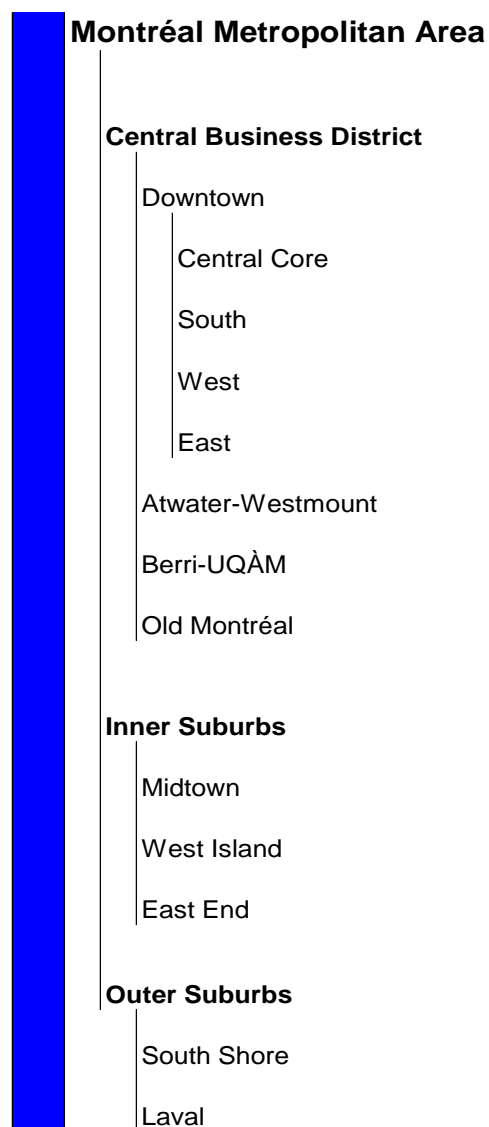 Montréal Metropolitan Area
Central Business District
Downtown
Central Core
South
West
East
Atwater-Westmount
Berri-UQÀM
Old Montréal
Inner Suburbs
Midtown
West Island
East End
Outer Suburbs
South Shore
Laval